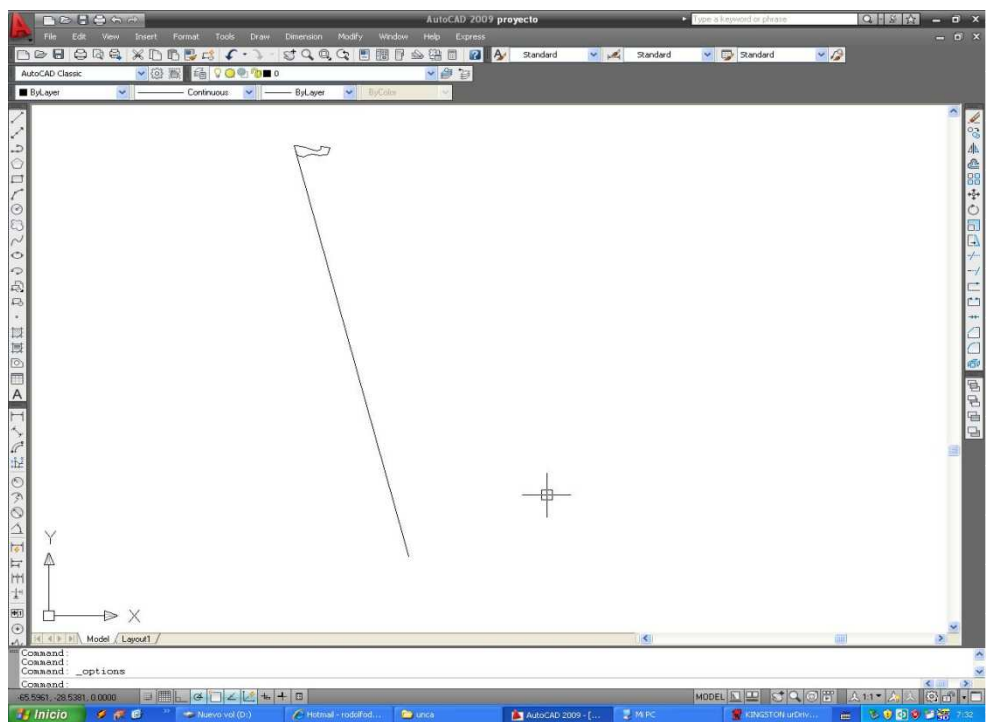 AutoCAD 2009 proyecto
Type a keyword or phrase
File Edit View Insert Format Tools Draw Dimension Modify Window Help Express
Standard Standard Standard
AutoCAD Classic 0
ByLayer Continuous ByLayer ByColor
Y
X
Model Layout1
Command:
Command:
Command: _options
Command:
-65.5961, -28.5381, 0.0000 MODEL 1:1
Inicio Nuevo vol (D:) Hotmail - rodolfod... unca AutoCAD 2009 - [... Mi PC KINGSTON urDriv... 7:32